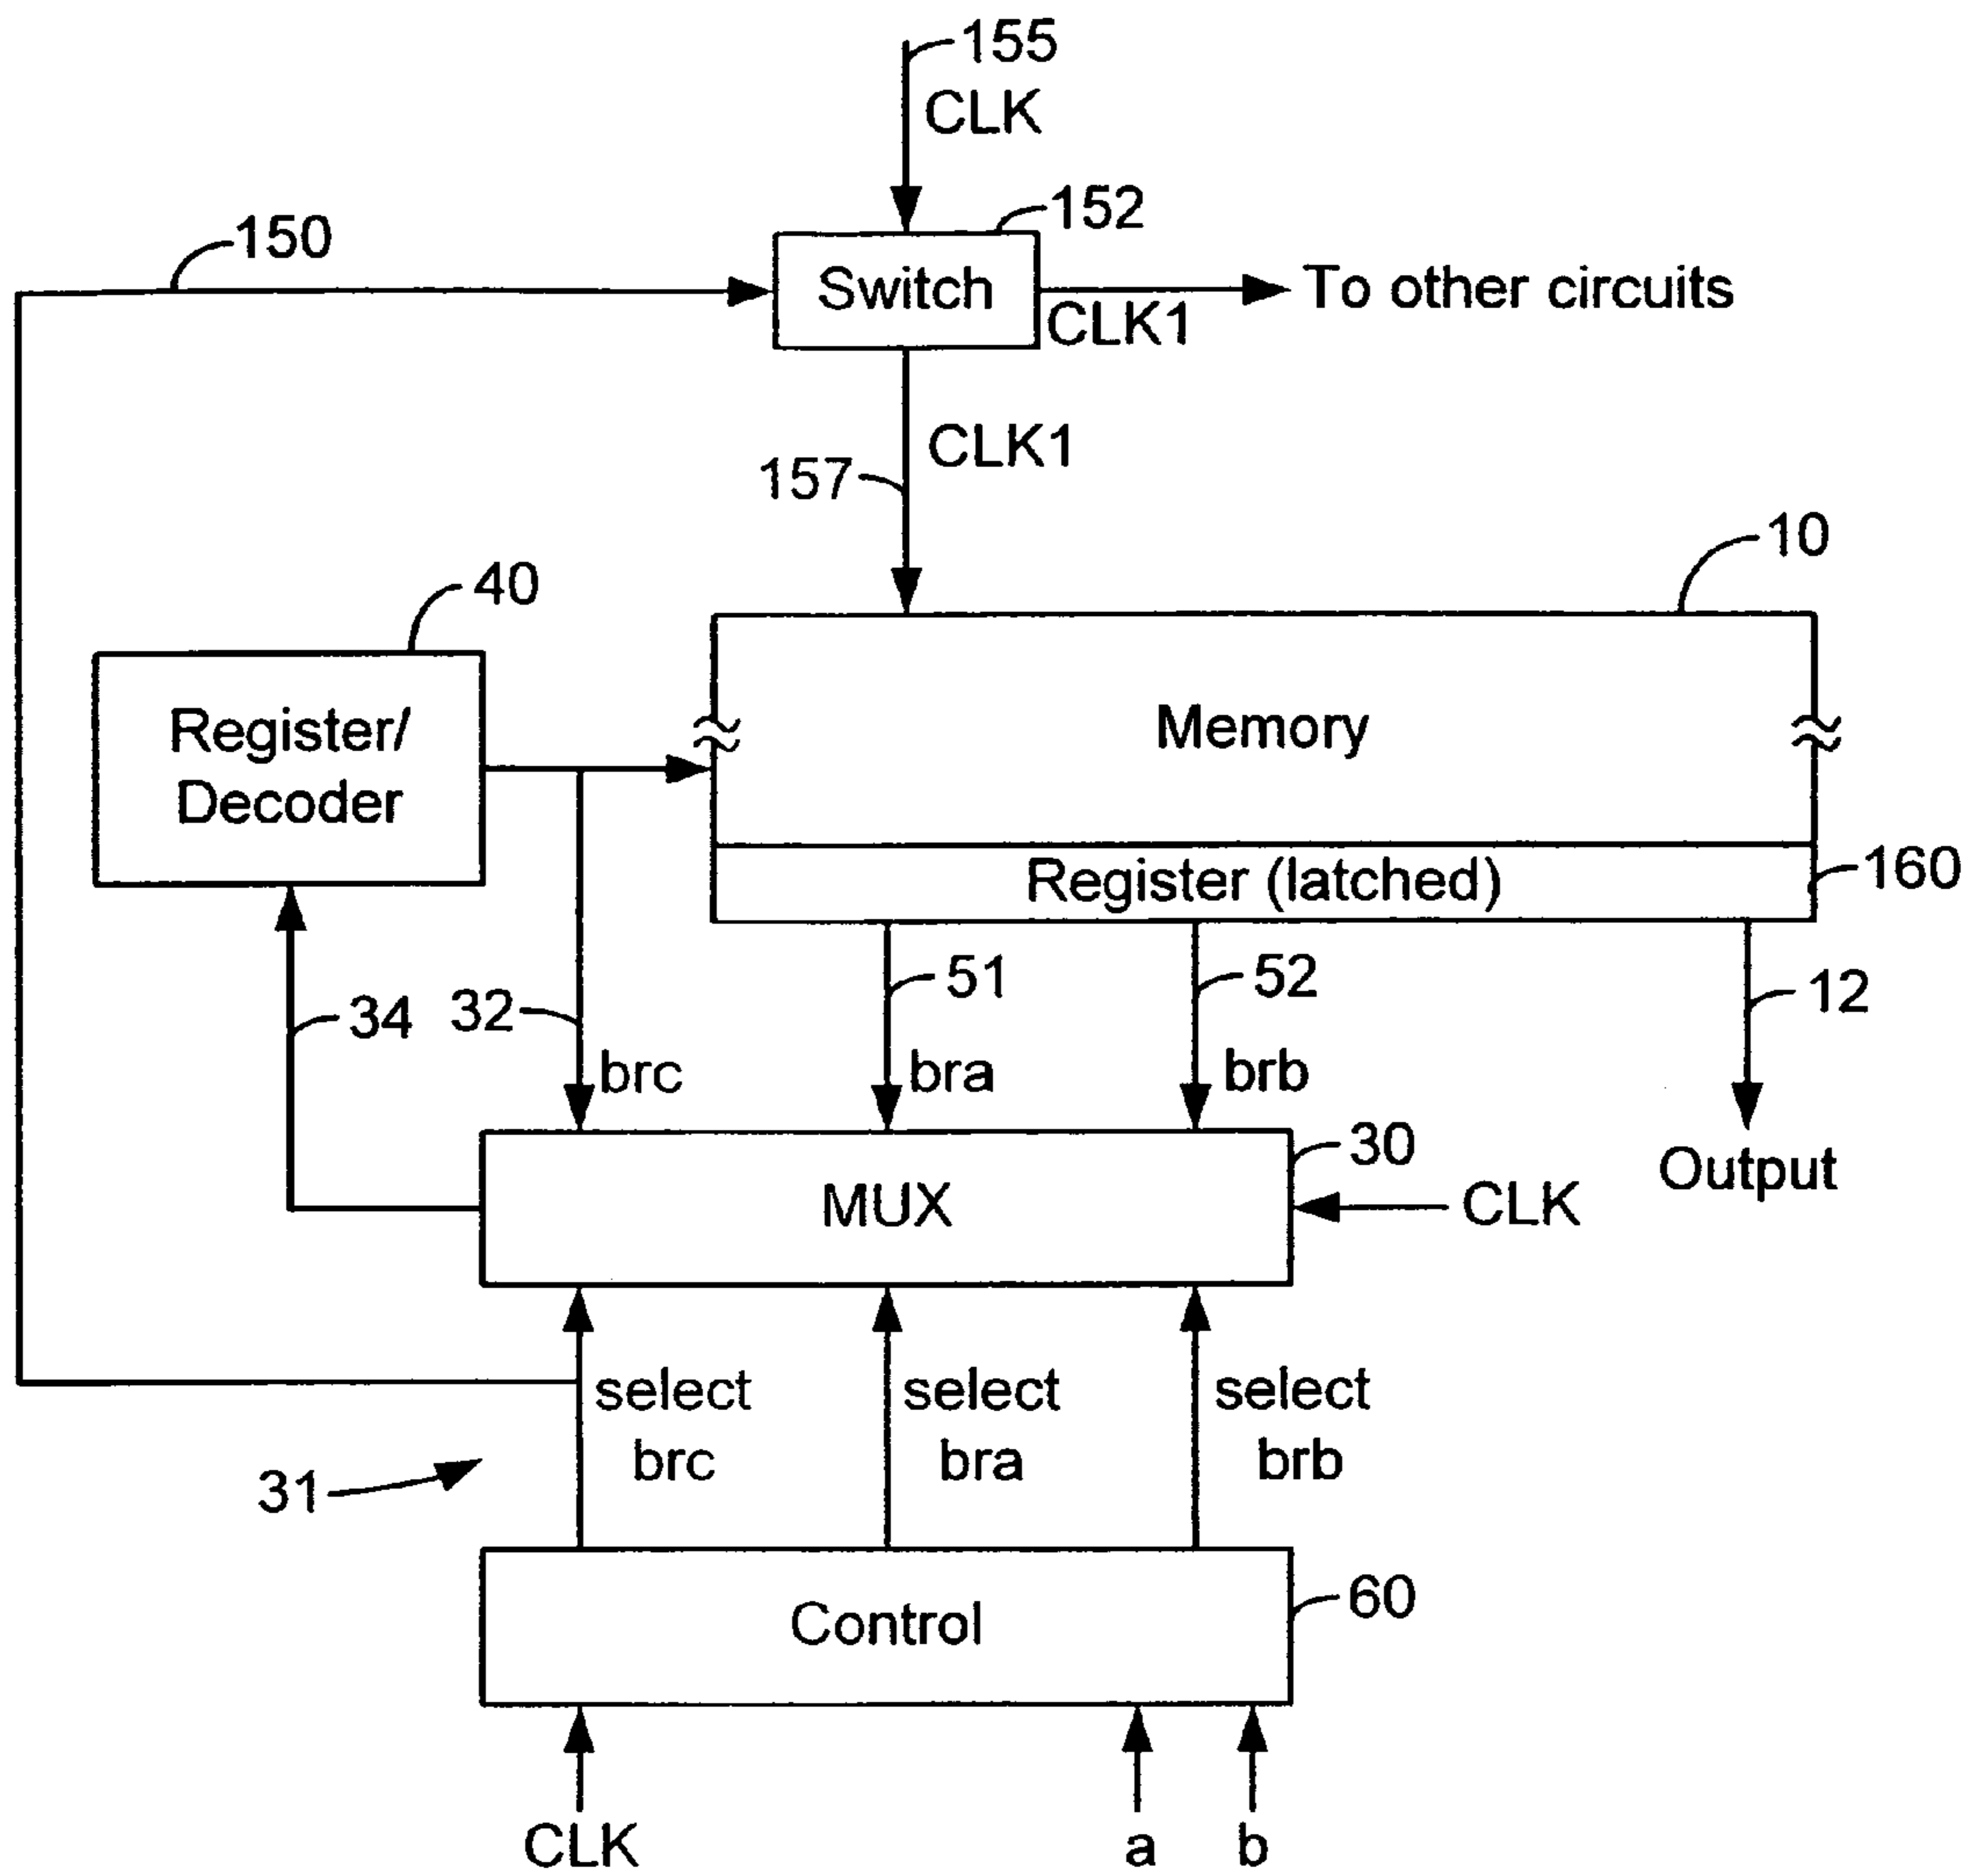 155
CLK
152
150
Switch
To other circuits
CLK1
CLK1
157
10
40
Register/
Decoder
Memory
Register (latched)
160
51
52
12
34
32
brc
bra
brb
30
Output
MUX
CLK
select
brc
select
bra
select
brb
31
60
Control
CLK
a
b